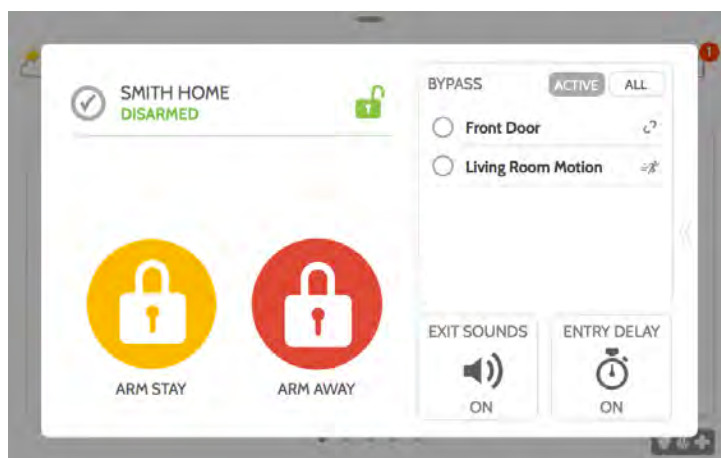 SMITH HOME
DISARMED
ARM STAY
ARM AWAY
BYPASS ACTIVE ALL
Front Door
Living Room Motion
EXIT SOUNDS
ON
ENTRY DELAY
ON
1